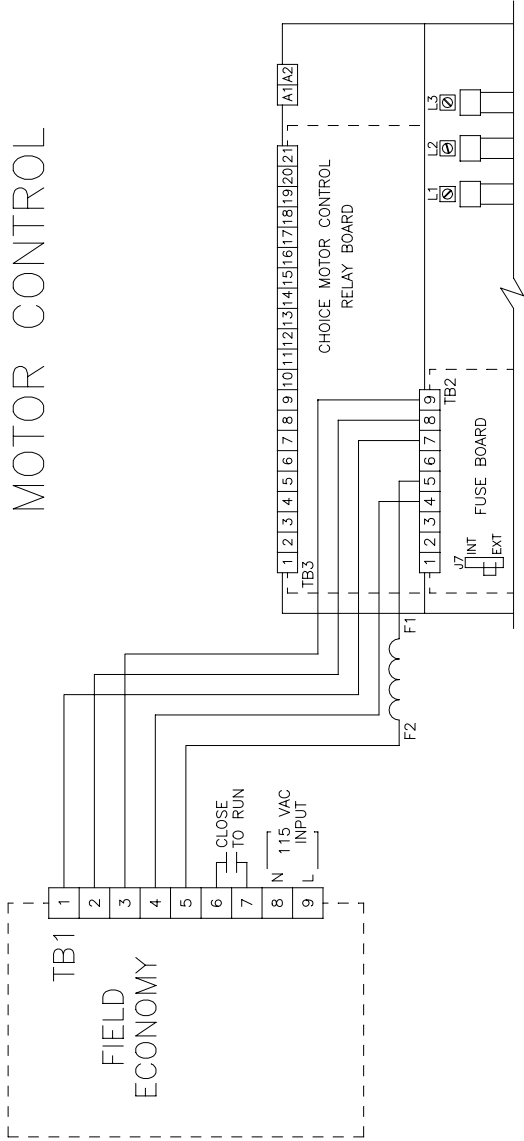 MOTOR CONTROL
TB1
FIELD
ECONOMY
1
2
3
4
5
6
7
8
9
CLOSE
TO RUN
N
L
115 VAC
INPUT
F2
F1
A1 A2
1 2 3 4 5 6 7 8 9 10 11 12 13 14 15 16 17 18 19 20 21
TB3
CHOICE MOTOR CONTROL
RELAY BOARD
1 2 3 4 5 6 7 8 9
TB2
J7
INT
EXT
FUSE BOARD
L1
L2
L3